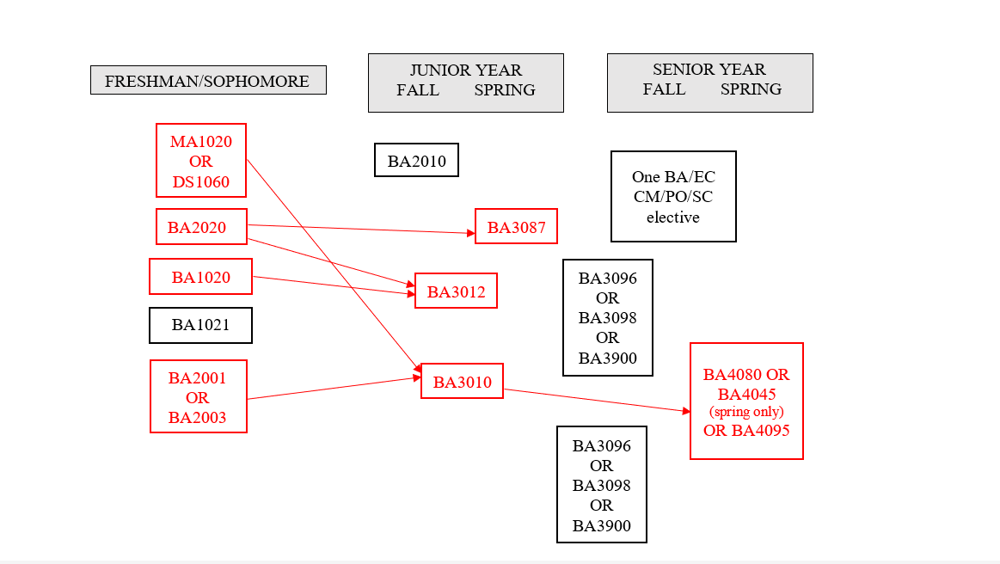 FRESHMAN/SOPHOMORE
JUNIOR YEAR
FALL SPRING
SENIOR YEAR
FALL SPRING
MA1020
OR
DS1060
BA2020
BA1020
BA1021
BA2001
OR
BA2003
BA2010
BA3087
BA3012
BA3010
One BA/EC
CM/PO/SC
elective
BA3096
OR
BA3098
OR
BA3900
BA4080 OR
BA4045
(spring only)
OR BA4095
BA3096
OR
BA3098
OR
BA3900